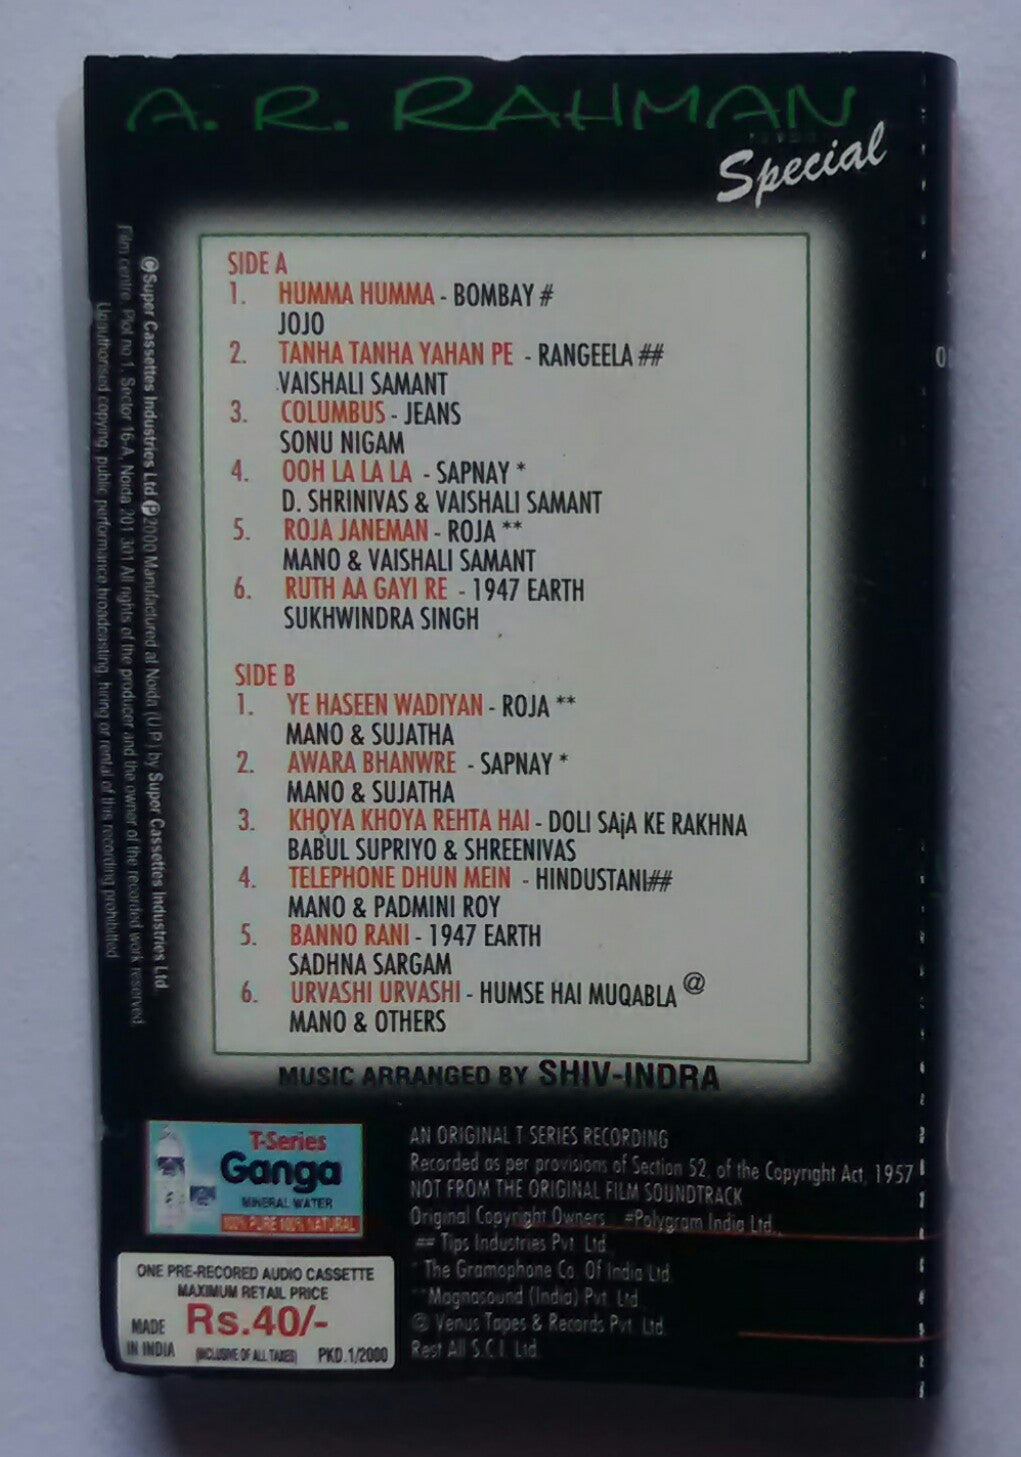 A. R. RAHMAN
Special
SIDE A
1. HUMMA HUMMA - BOMBAY #
JOJO
2. TANHA TANHA YAHAN PE - RANGEELA ##
VAISHALI SAMANT
3. COLUMBUS - JEANS
SONU NIGAM
4. OOH LA LA LA - SAPNAY *
D. SHRINIVAS & VAISHALI SAMANT
5. ROJA JANEMAN - ROJA **
MANO & VAISHALI SAMANT
6. RUTH AA GAYI RE - 1947 EARTH
SUKHWINDRA SINGH
SIDE B
1. YE HASEEN WADIYAN - ROJA **
MANO & SUJATHA
2. AWARA BHANWRE - SAPNAY *
MANO & SUJATHA
3. KHOYA KHOYA REHTA HAI - DOLI SAjA KE RAKHNA
BABUL SUPRIYO & SHREENIVAS
4. TELEPHONE DHUN MEIN - HINDUSTANI##
MANO & PADMINI ROY
5. BANNO RANI - 1947 EARTH
SADHNA SARGAM
6. URVASHI URVASHI - HUMSE HAI MUQABLA @
MANO & OTHERS
MUSIC ARRANGED BY SHIV-INDRA
©Super Cassettes Industries Ltd ℗2000 Manufactured at Noida (U.P.) by Super Cassettes Industries Ltd.
Film centre, Plot no 1, Sector 16-A, Noida 201 301 All rights of the producer and the owner of the recorded work reserved
Unauthorised copying, public performance, broadcasting, hiring or rental of this recording prohibitted
T-Series
Ganga
MINERAL WATER
100% PURE 100% NATURAL
AN ORIGINAL T SERIES RECORDING
Recorded as per provisions of Section 52, of the Copyright Act, 1957
NOT FROM THE ORIGINAL FILM SOUNDTRACK
Original Copyright Owners #Polygram India Ltd.,
## Tips Industries Pvt. Ltd.
* The Gramophone Co. Of India Ltd.
**Magnasound (India) Pvt. Ltd.
@ Venus Tapes & Records Pvt. Ltd.
Rest All S.C.I. Ltd.
ONE PRE-RECORED AUDIO CASSETTE
MAXIMUM RETAIL PRICE
MADE IN INDIA
Rs.40/-
(INCLUSIVE OF ALL TAXES)
PKD.1/2000